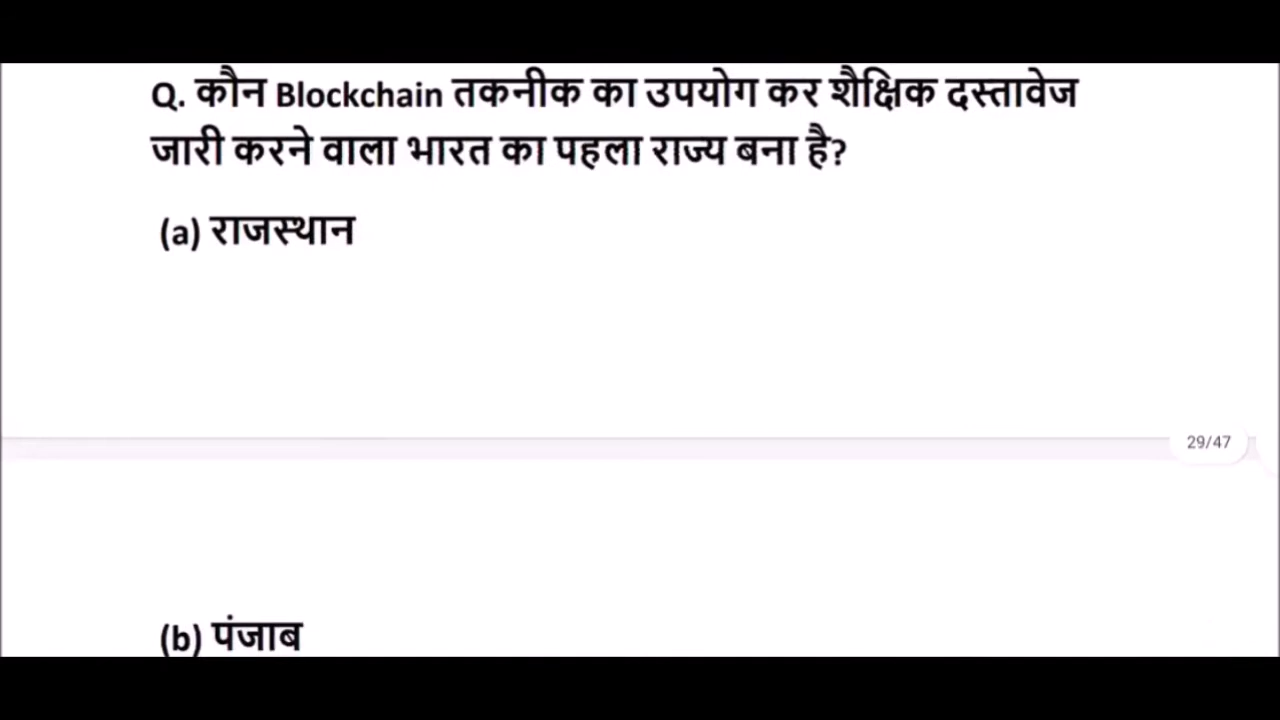 Q. कौन Blockchain तकनीक का उपयोग कर शैक्षिक दस्तावेज
जारी करने वाला भारत का पहला राज्य बना है?
(a) राजस्थान
29/47
(b) पंजाब